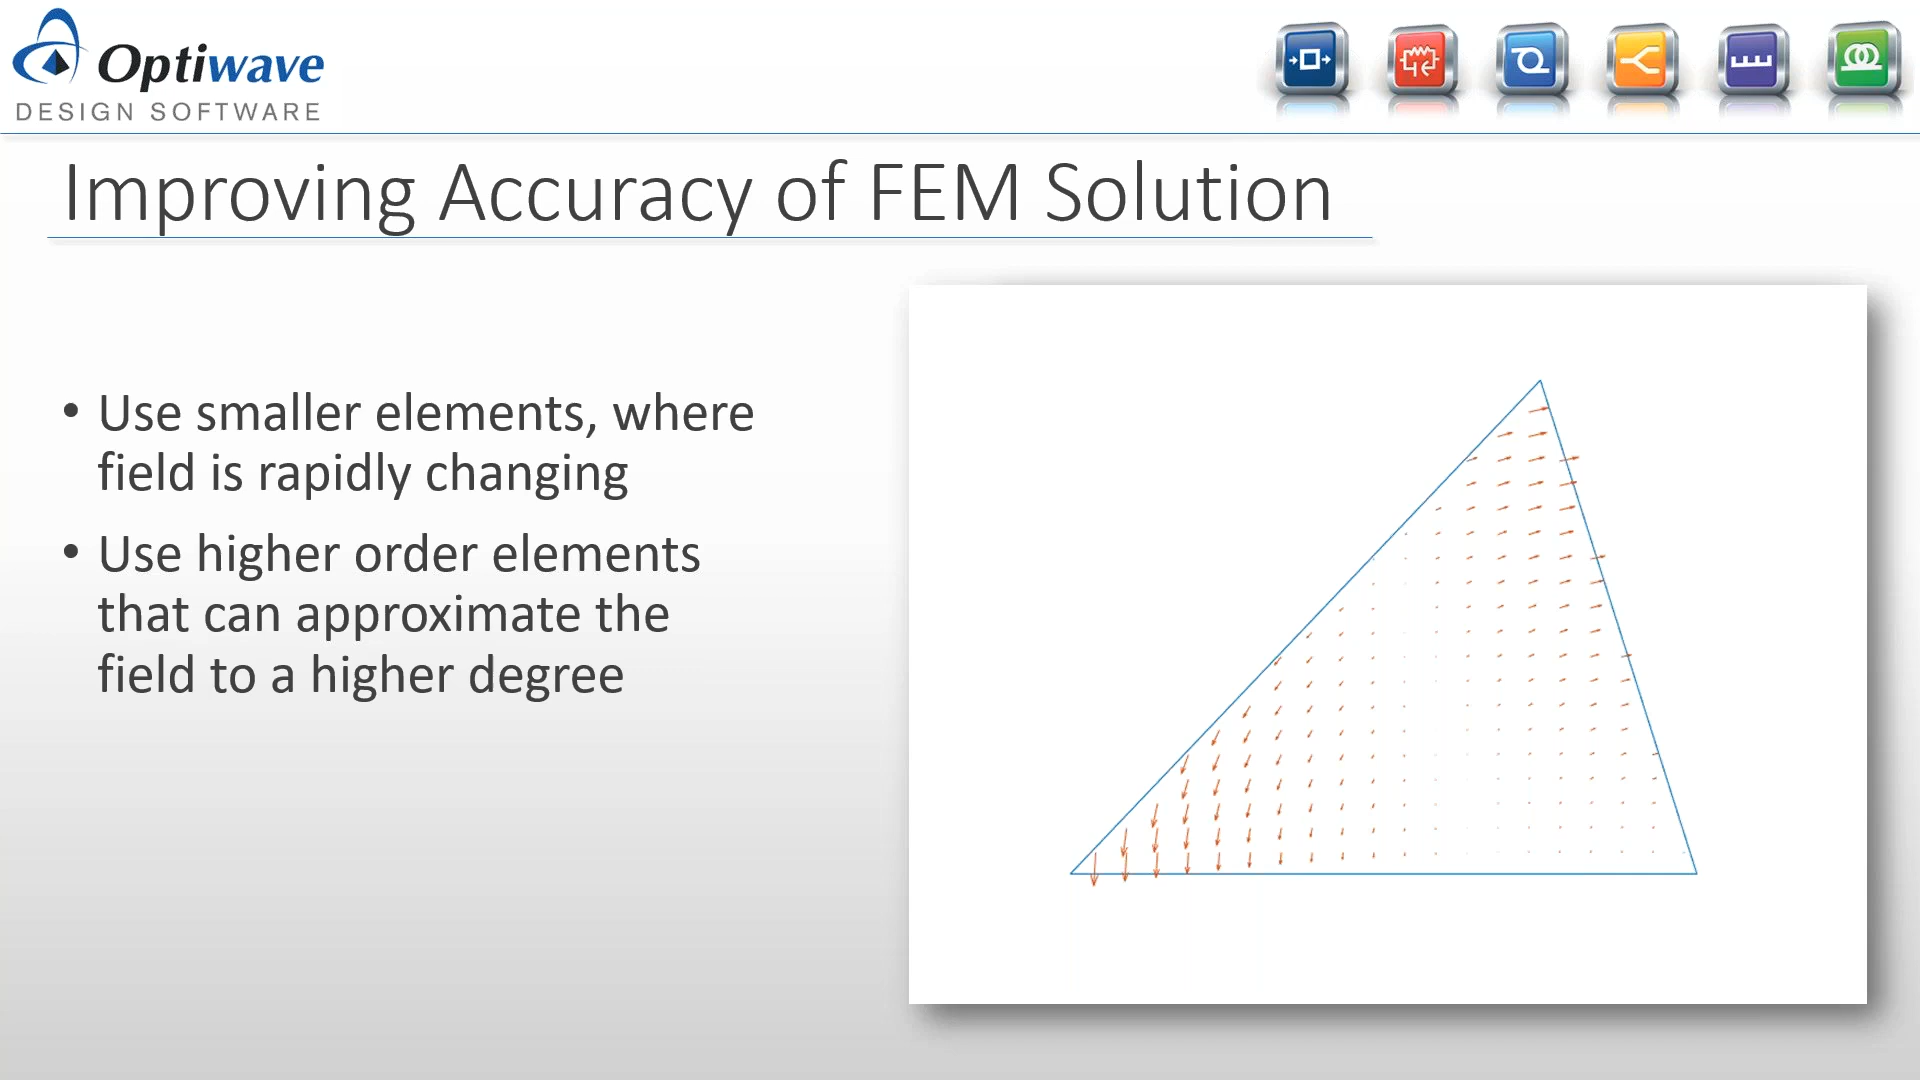 Optiwave
DESIGN SOFTWARE
Improving Accuracy of FEM Solution
• Use smaller elements, where
field is rapidly changing
• Use higher order elements
that can approximate the
field to a higher degree